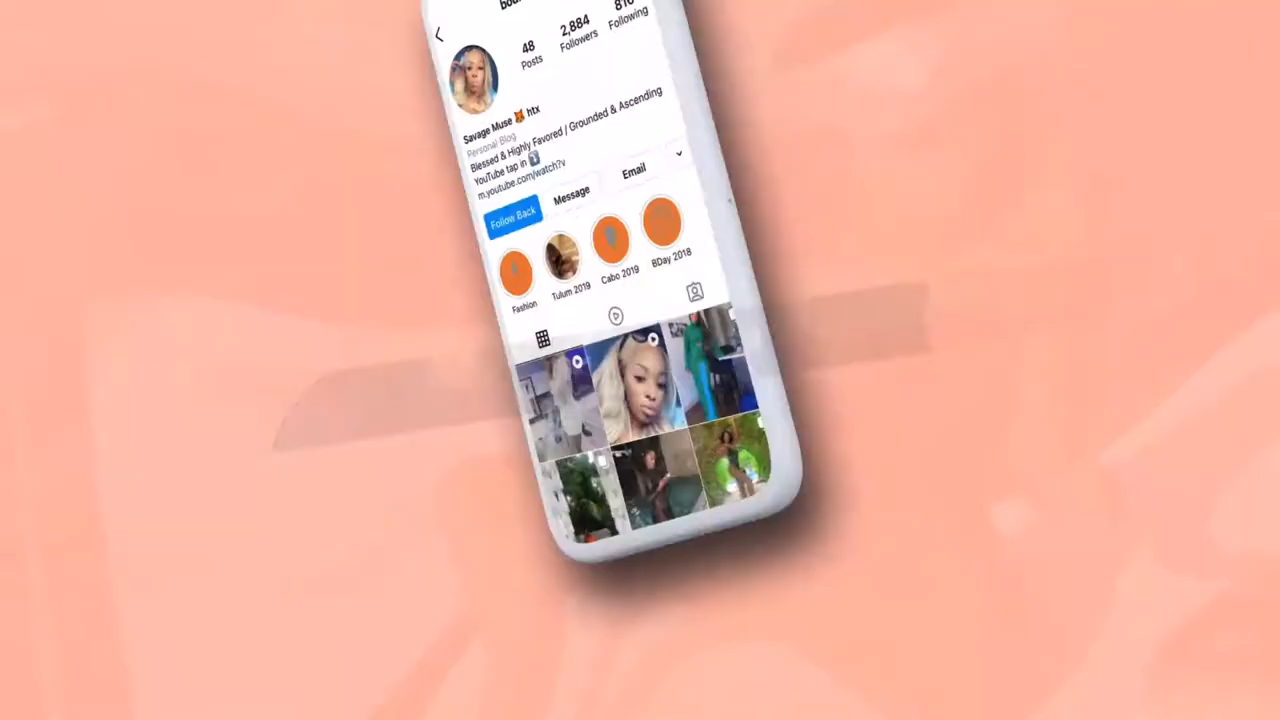 48
Posts
2,884
Followers
Following
Savage Muse 🦊 htx
Personal Blog
Blessed & Highly Favored / Grounded & Ascending
YouTube tap in ⤵️
m.youtube.com/watch?v
Follow Back
Message
Email
Fashion
Tulum 2019
Cabo 2019
BDay 2018